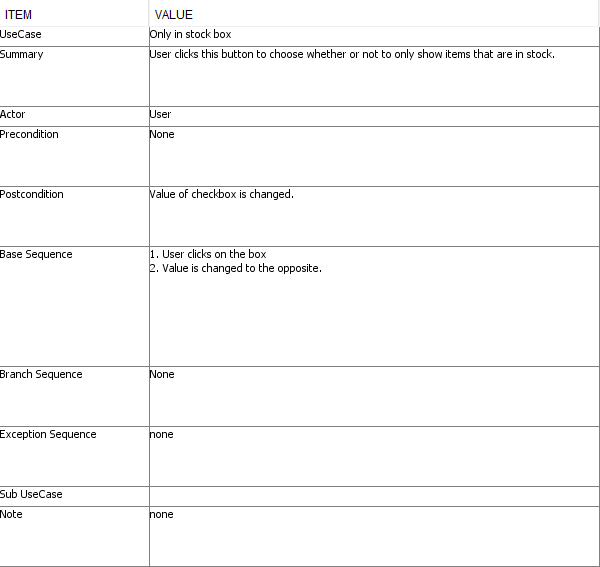 ITEM VALUE
UseCase Only in stock box
Summary User clicks this button to choose whether or not to only show items that are in stock.
Actor User
Precondition None
Postcondition Value of checkbox is changed.
Base Sequence 1. User clicks on the box
2. Value is changed to the opposite.
Branch Sequence None
Exception Sequence none
Sub UseCase
Note none